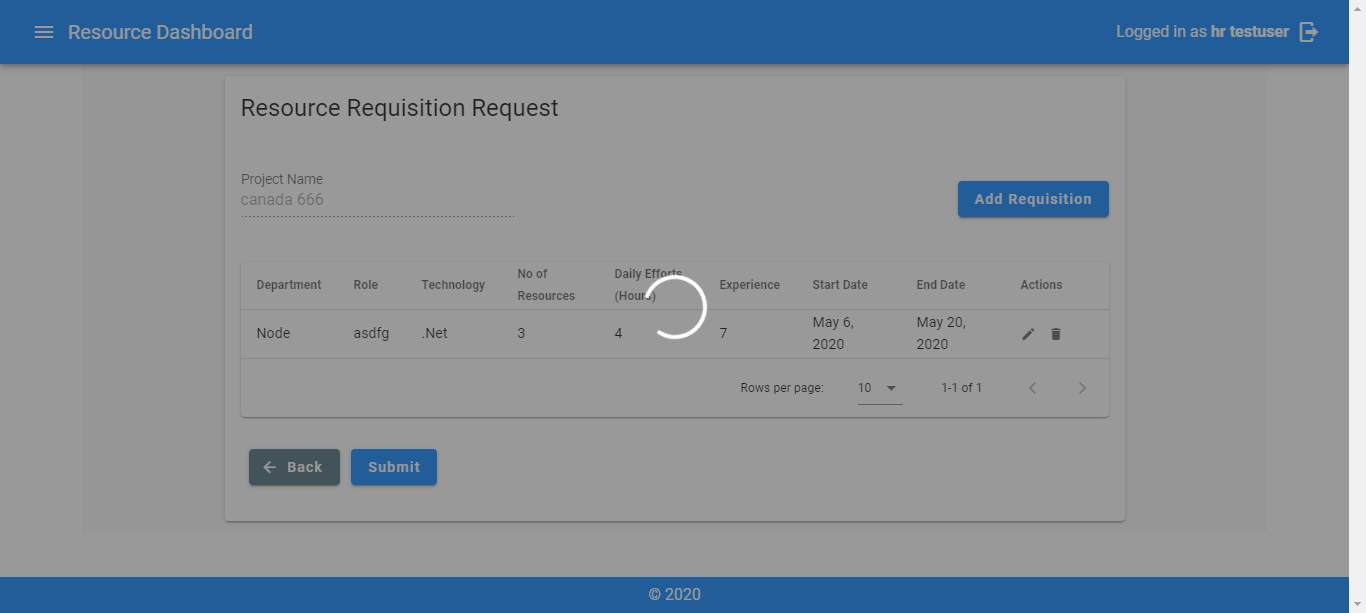 Resource Dashboard
Logged in as hr testuser
Resource Requisition Request
Project Name
canada 666
Add Requisition
Department Role Technology No of Resources Daily Efforts (Hours) Experience Start Date End Date Actions
Node asdfg .Net 3 4 7 May 6, 2020 May 20, 2020
Rows per page: 10 1-1 of 1
Back Submit
© 2020